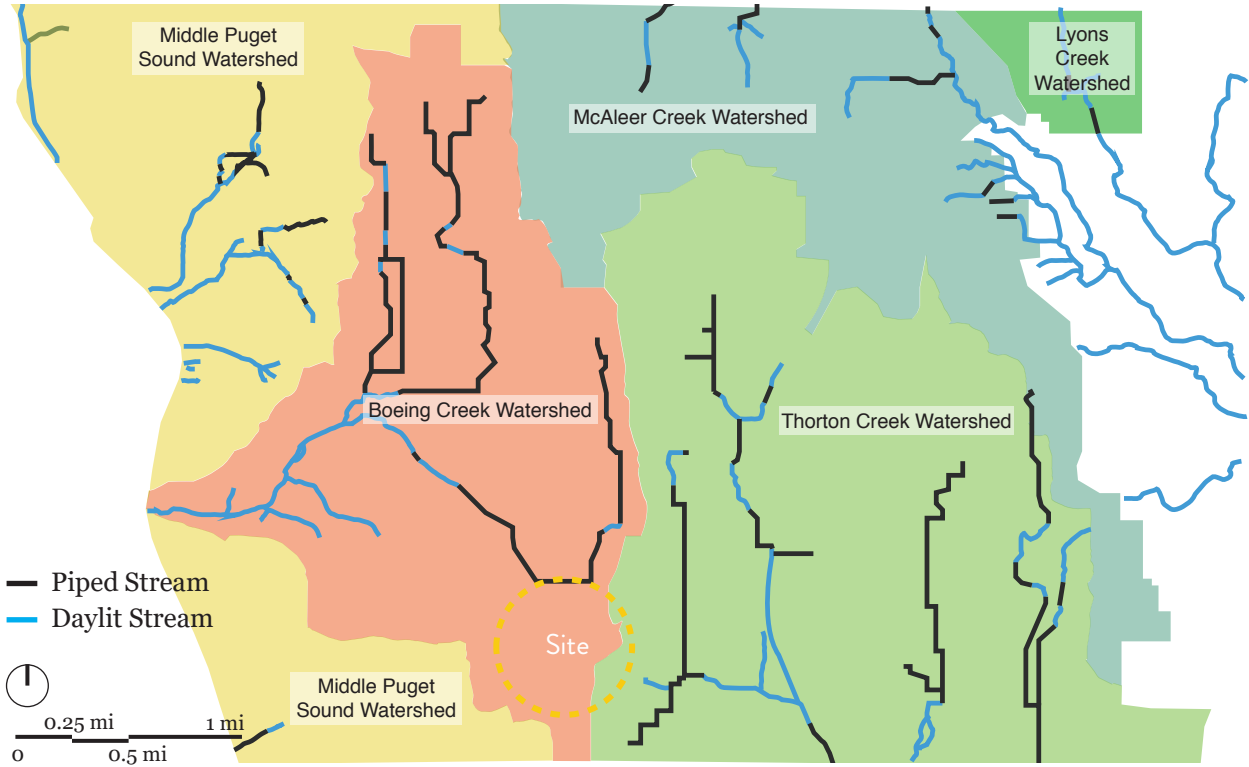 Middle Puget
Sound Watershed
Lyons
Creek
Watershed
McAleer Creek Watershed
Boeing Creek Watershed
Thorton Creek Watershed
Piped Stream
Daylit Stream
Site
Middle Puget
Sound Watershed
0.25 mi
1 mi
0
0.5 mi